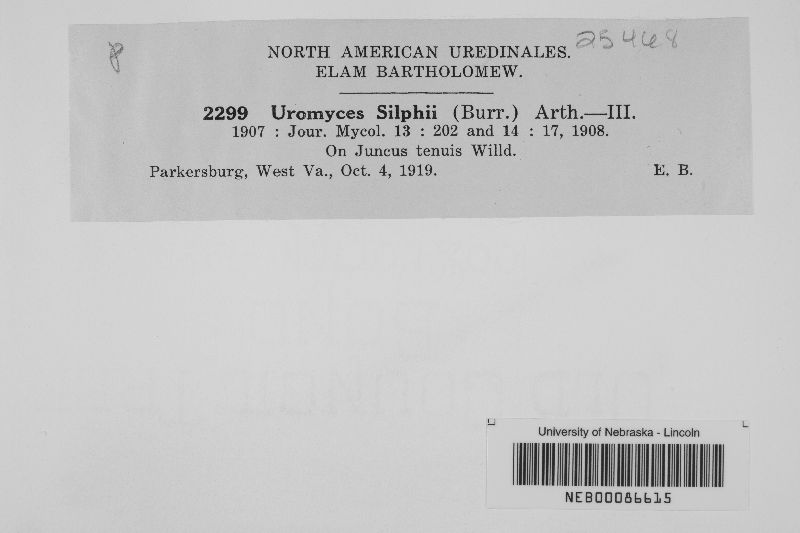 25468
NORTH AMERICAN UREDINALES.
ELAM BARTHOLOMEW.
2299 Uromyces Silphii (Burr.) Arth.—III.
1907 : Jour. Mycol. 13 : 202 and 14 : 17, 1908.
On Juncus tenuis Willd.
Parkersburg, West Va., Oct. 4, 1919. E. B.
University of Nebraska - Lincoln
NEB00086615